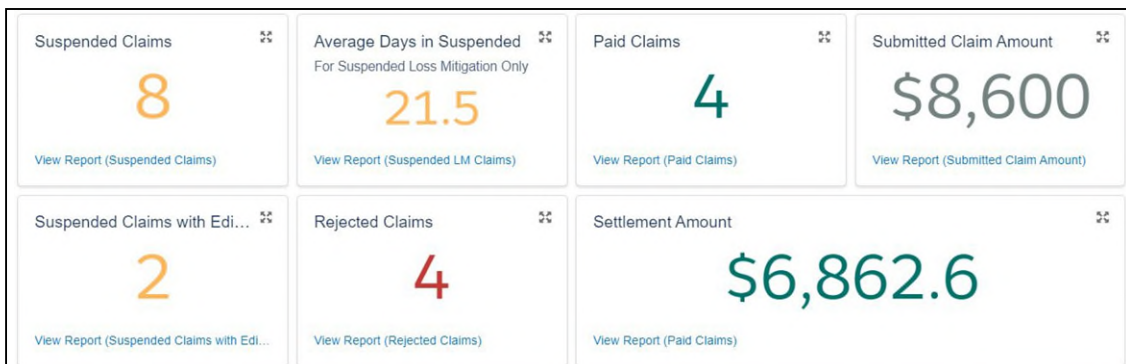 Suspended Claims
8
View Report (Suspended Claims)
Average Days in Suspended
For Suspended Loss Mitigation Only
21.5
View Report (Suspended LM Claims)
Paid Claims
4
View Report (Paid Claims)
Submitted Claim Amount
$8,600
View Report (Submitted Claim Amount)
Suspended Claims with Edi...
2
View Report (Suspended Claims with Edi...
Rejected Claims
4
View Report (Rejected Claims)
Settlement Amount
$6,862.6
View Report (Paid Claims)